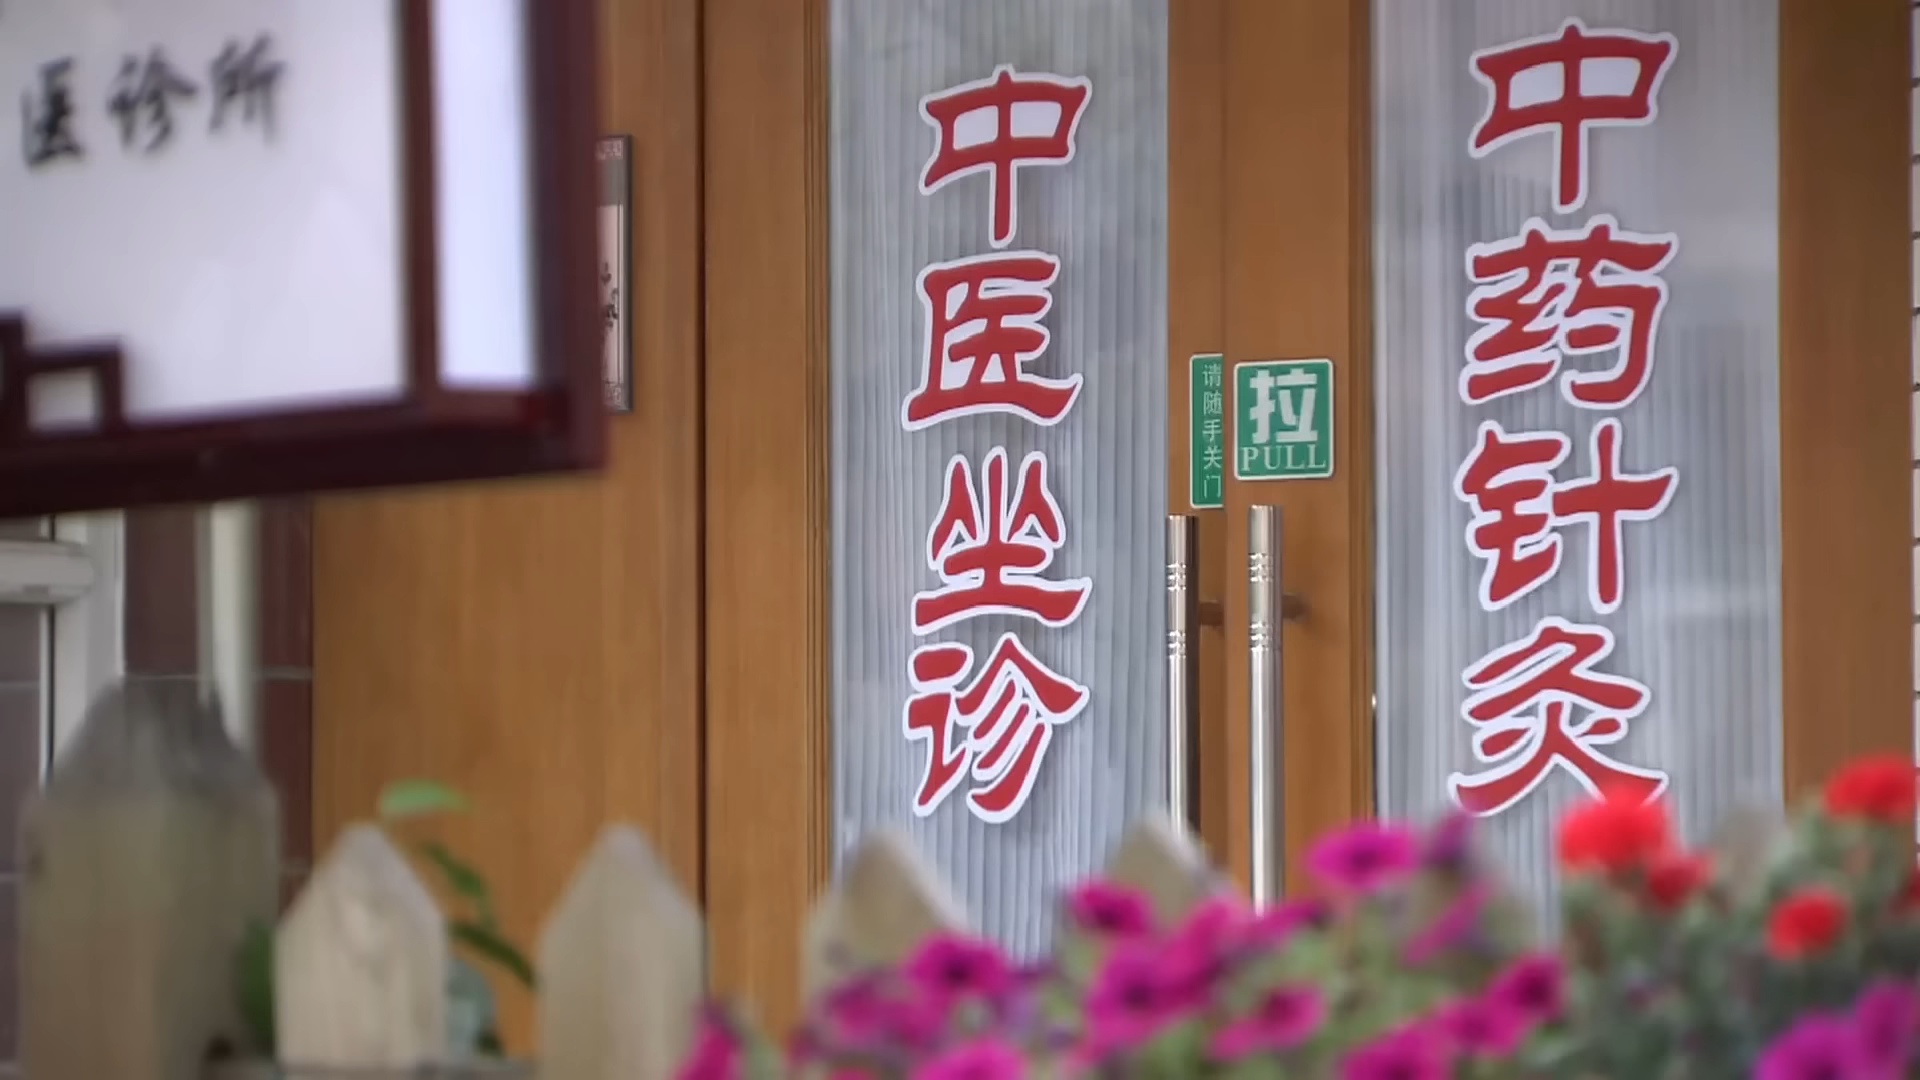 医诊所
中医坐诊
请随手关门
拉
PULL
中药针灸